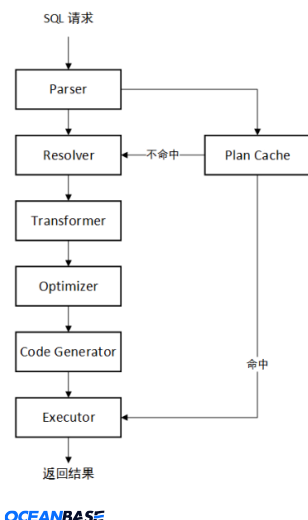 SQL 请求
Parser
Resolver
不命中
Plan Cache
Transformer
Optimizer
Code Generator
命中
Executor
返回结果
OCEANBASE